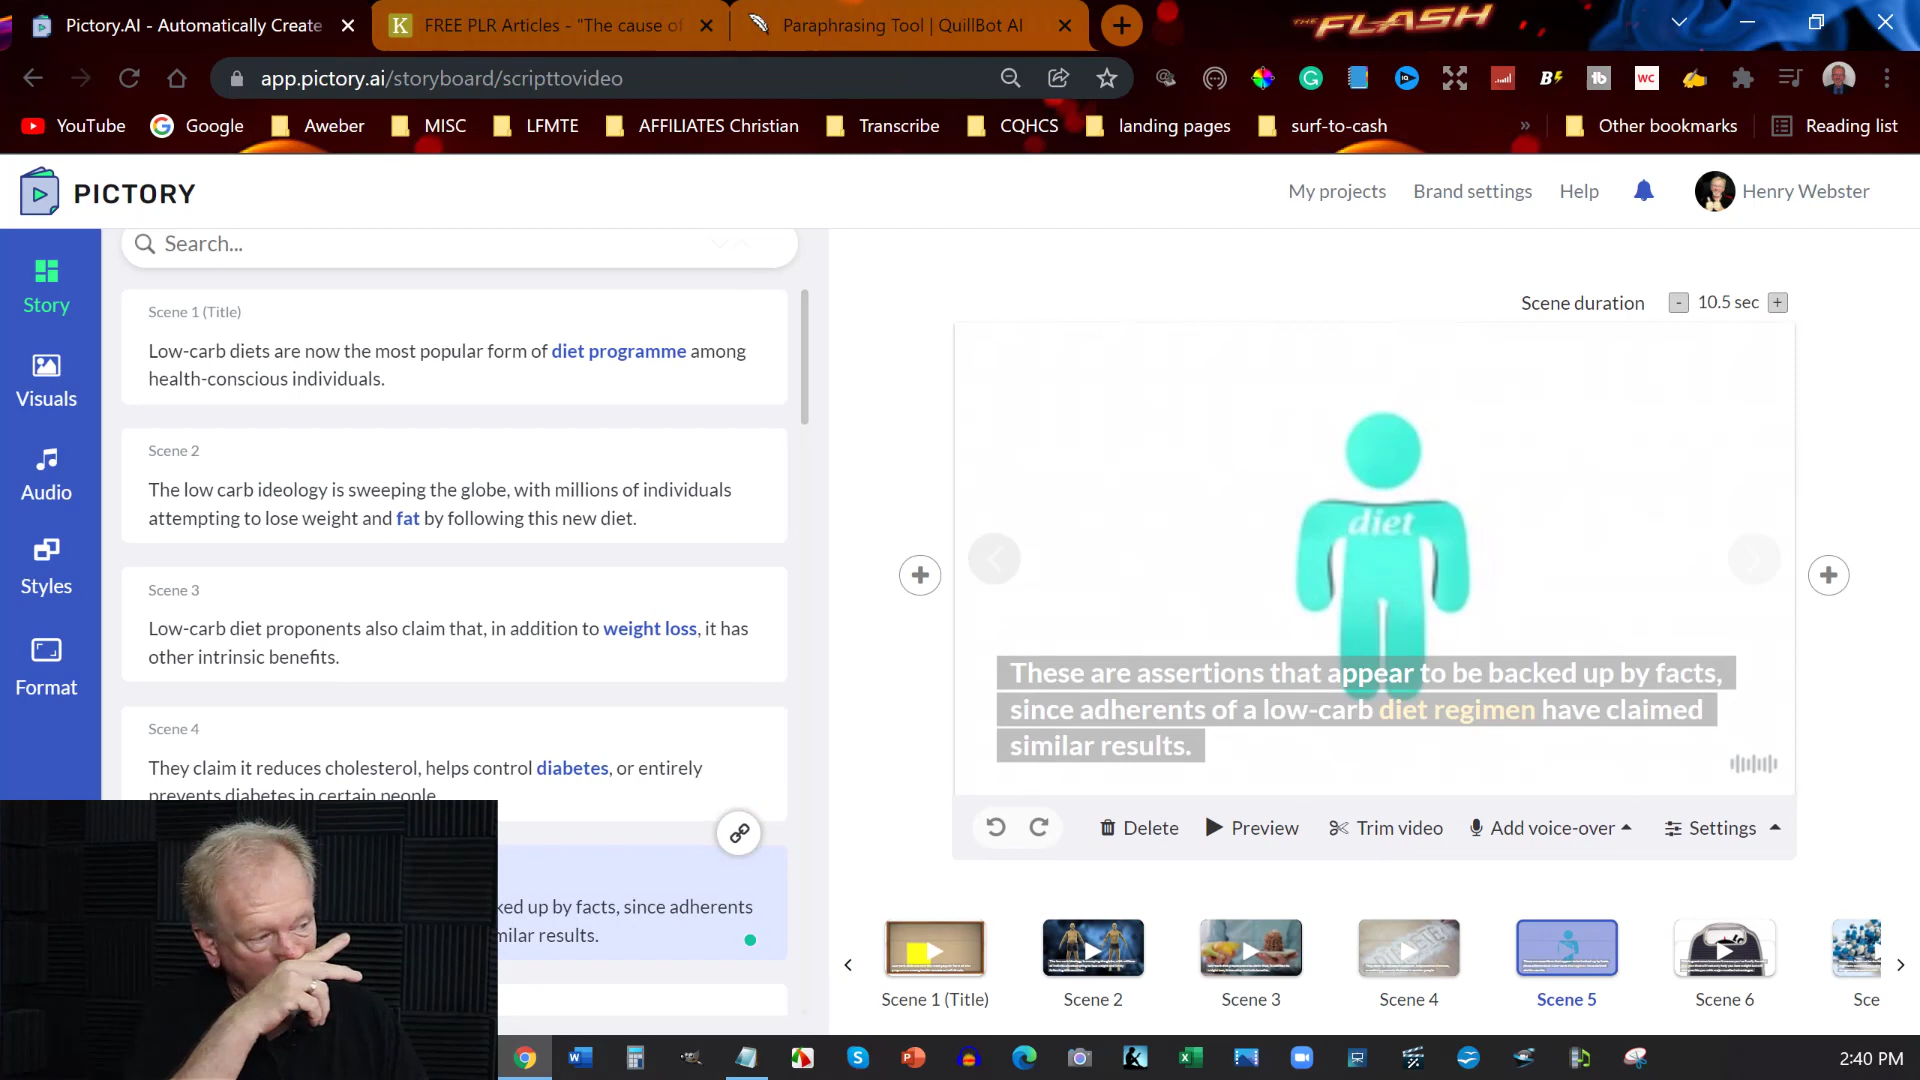 Pictory.AI - Automatically Create
FREE PLR Articles - "The cause of
Paraphrasing Tool | QuillBot AI
THE FLASH
app.pictory.ai/storyboard/scripttovideo
YouTube
Google
Aweber
MISC
LFMTE
AFFILIATES Christian
Transcribe
CQHCS
landing pages
surf-to-cash
»
Other bookmarks
Reading list
PICTORY
My projects
Brand settings
Help
Henry Webster
Story
Visuals
Audio
Styles
Format
Search...
Scene 1 (Title)
Low-carb diets are now the most popular form of diet programme among
health-conscious individuals.
Scene 2
The low carb ideology is sweeping the globe, with millions of individuals
attempting to lose weight and fat by following this new diet.
Scene 3
Low-carb diet proponents also claim that, in addition to weight loss, it has
other intrinsic benefits.
Scene 4
They claim it reduces cholesterol, helps control diabetes, or entirely
prevents diabetes in certain people.
ked up by facts, since adherents
milar results.
Scene duration
- 10.5 sec +
diet
These are assertions that appear to be backed up by facts,
since adherents of a low-carb diet regimen have claimed
similar results.
Delete
Preview
Trim video
Add voice-over
Settings
Scene 1 (Title)
Scene 2
Scene 3
Scene 4
Scene 5
Scene 6
Sce
2:40 PM